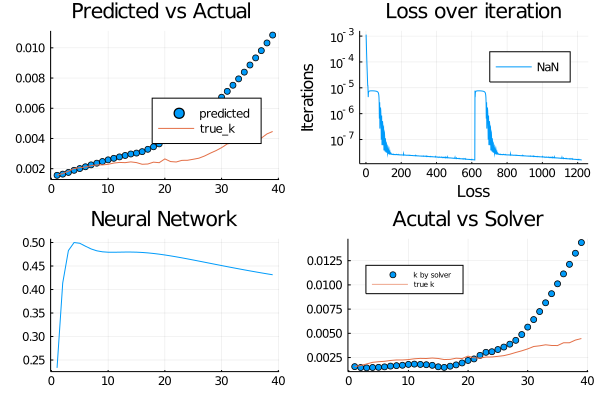 Predicted vs Actual
0.010
0.008
0.006
0.004
0.002
0 10 20 30 40
predicted
true_k
Loss over iteration
10⁻³
10⁻⁴
10⁻⁵
10⁻⁶
10⁻⁷
Iterations
0 200 400 600 800 1000 1200
Loss
NaN
Neural Network
0.50
0.45
0.40
0.35
0.30
0.25
0 10 20 30 40
Acutal vs Solver
0.0125
0.0100
0.0075
0.0050
0.0025
0 10 20 30 40
k by solver
true k